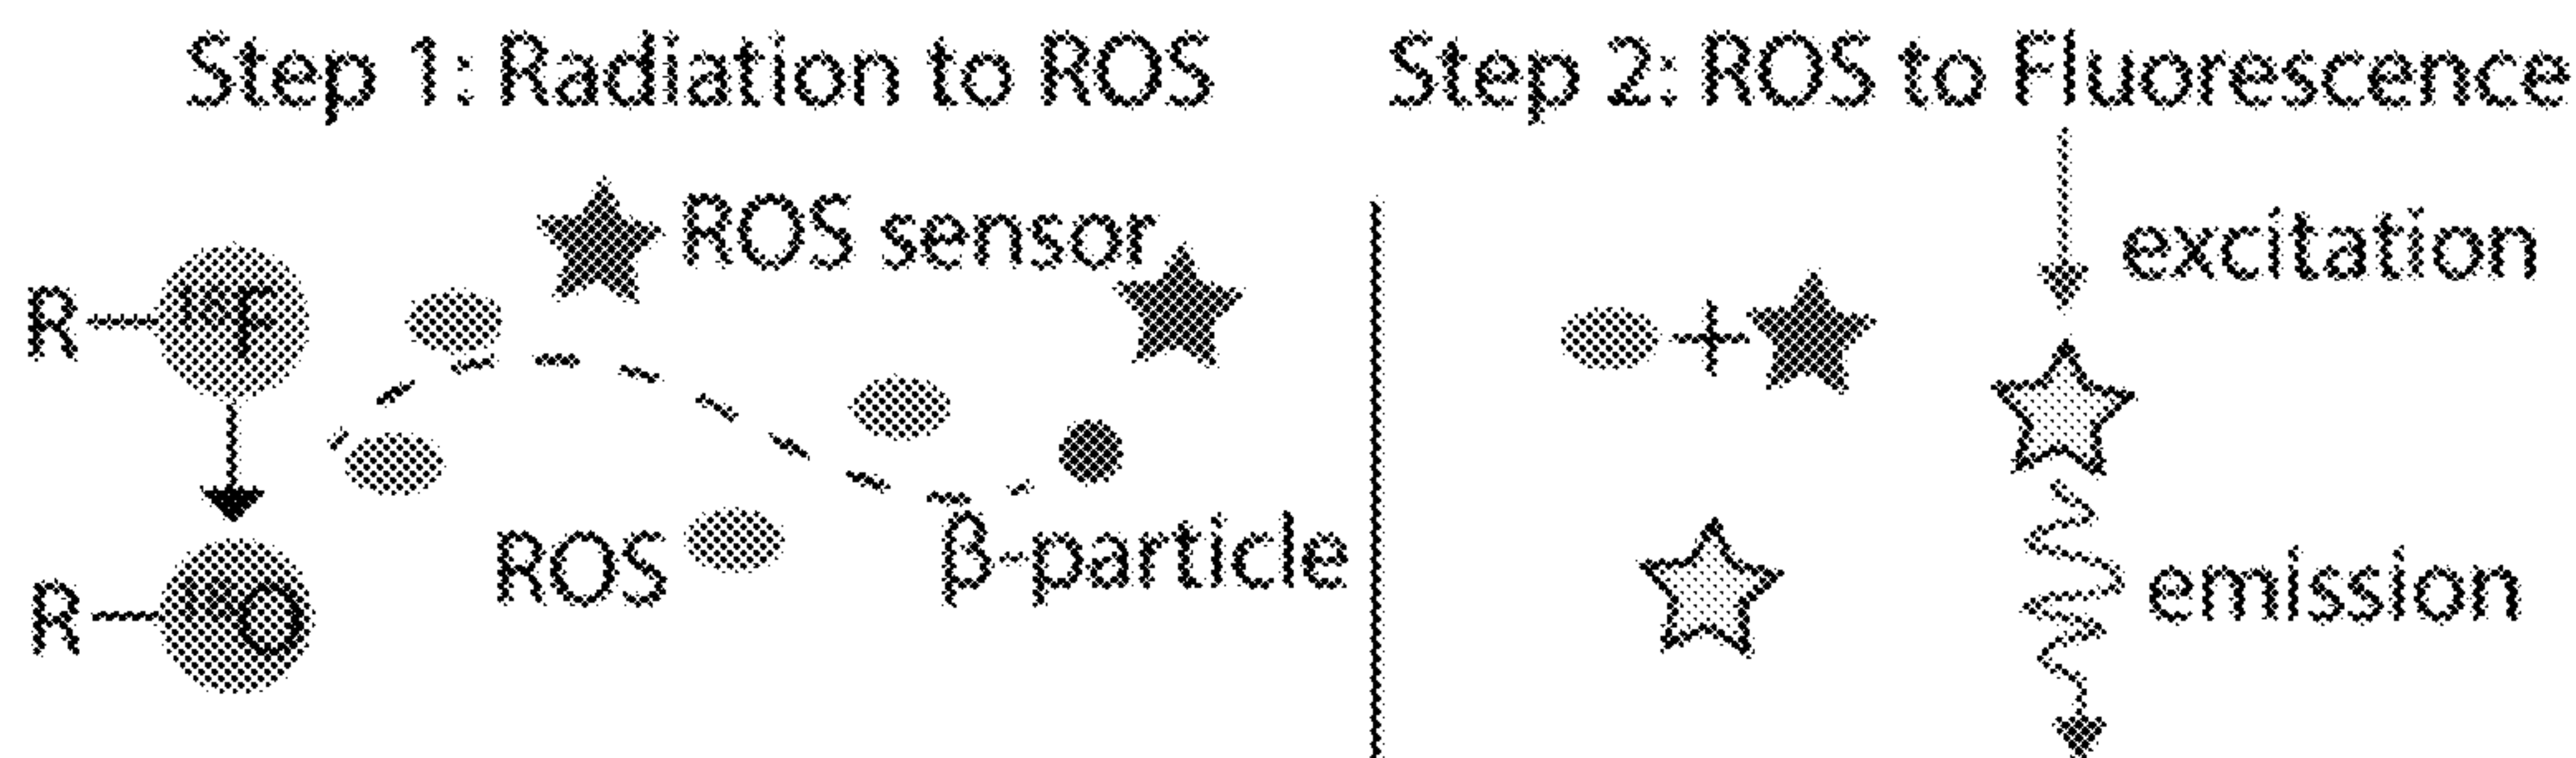 Step 1: Radiation to ROS
ROS sensor
R
F
R
O
ROS
β-particle
Step 2: ROS to Fluorescence
excitation
emission